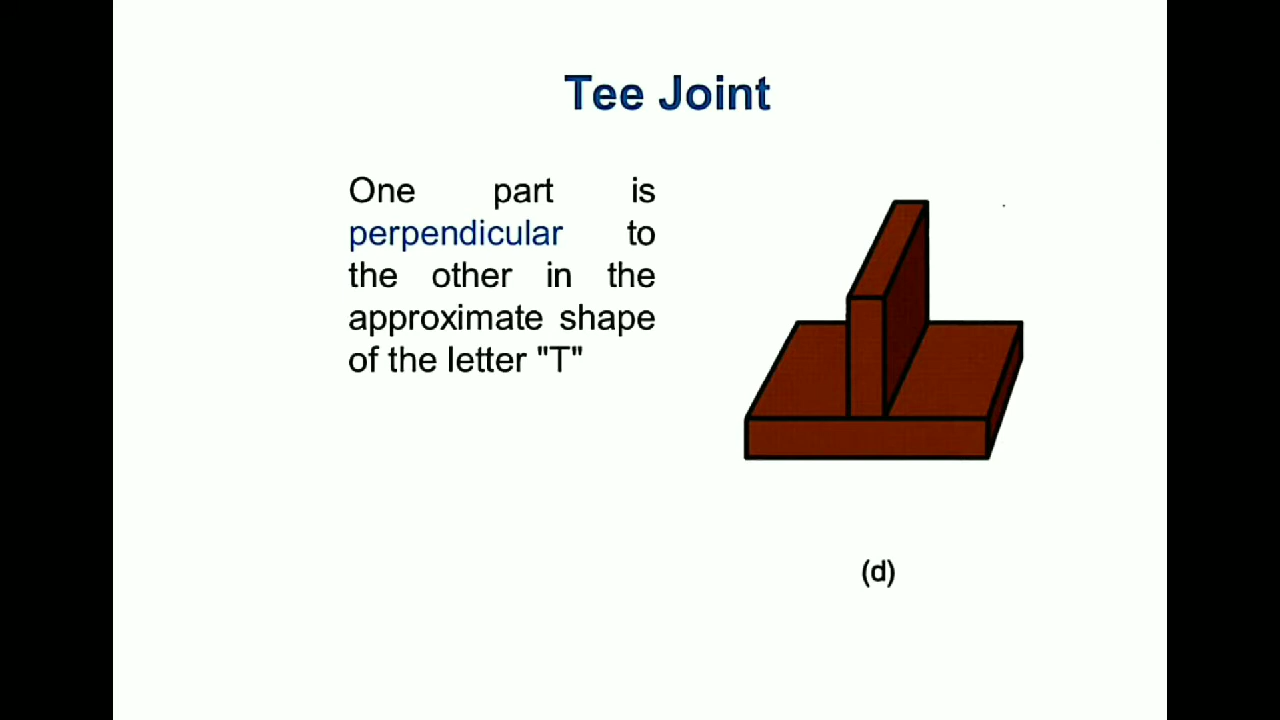 Tee Joint
One part is
perpendicular to
the other in the
approximate shape
of the letter "T"
(d)